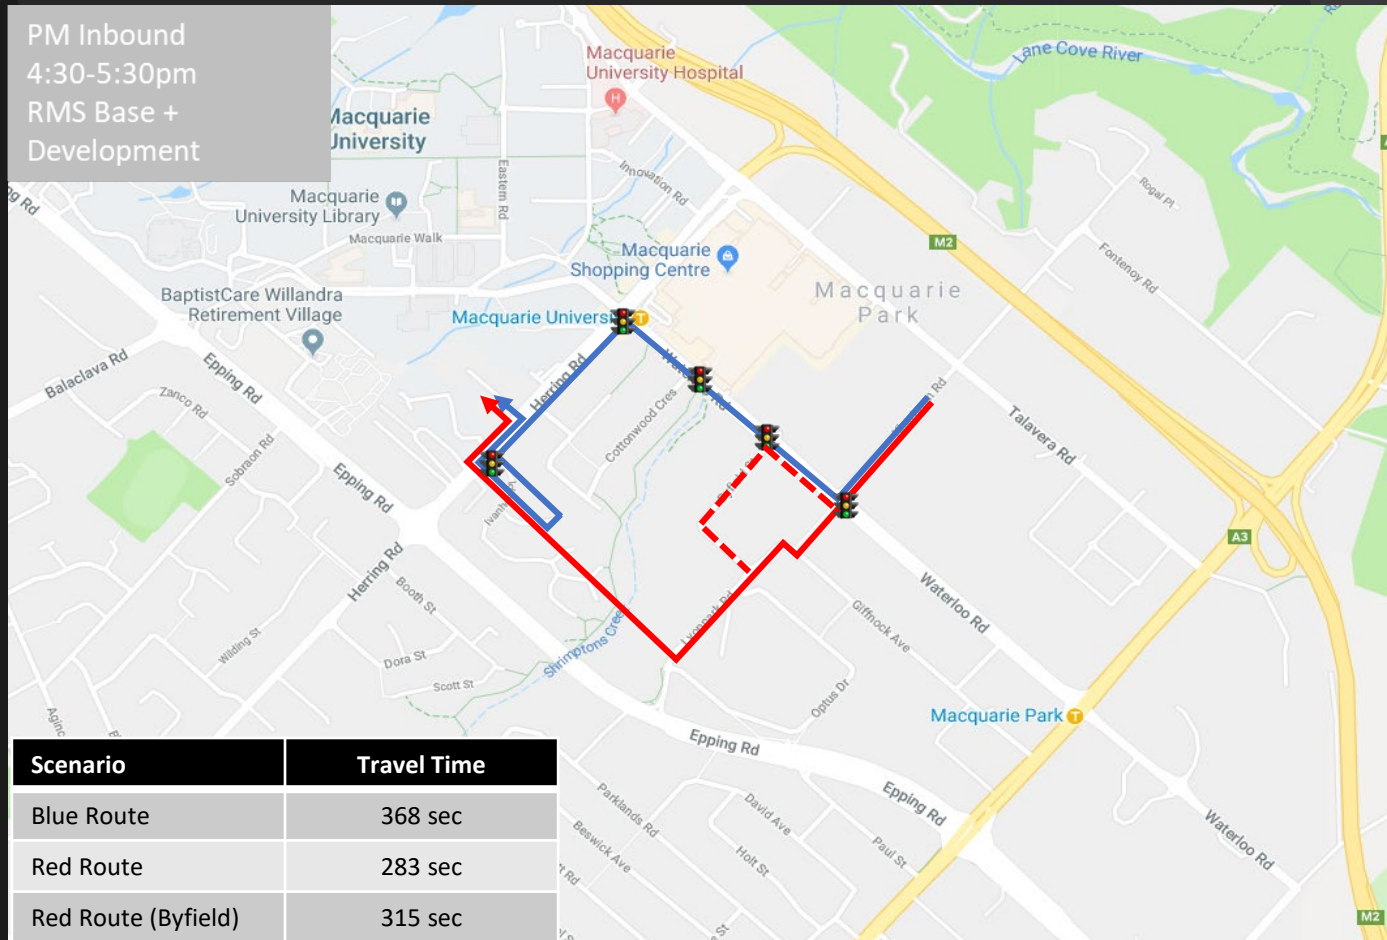 PM Inbound
4:30-5:30pm
RMS Base +
Development
Macquarie
University Hospital
H
Lane Cove River
Macquarie
University
Eastern Rd
Innovation Rd
Rogal Pl
Macquarie
University Library
Macquarie Walk
M2
Fontenoy Rd
Macquarie
Shopping Centre
Macquarie
Park
BaptistCare Willandra
Retirement Village
T
Balaclava Rd
Epping Rd
Zanco Rd
Herring Rd
Cottonwood Cres
Talavera Rd
Sobraon Rd
Epping Rd
A3
Herring Rd
Booth St
Lyonpark Rd
Giffnock Ave
Waterloo Rd
Wilding St
Dora St
Shrimptons Creek
Scott St
Optus Dr
Macquarie Park
T
Epping Rd
Epping Rd
Parklands Rd
David Ave
Waterloo Rd
Beswick Ave
Holt St
Paul St
M2
Scenario Travel Time
Blue Route 368 sec
Red Route 283 sec
Red Route (Byfield) 315 sec